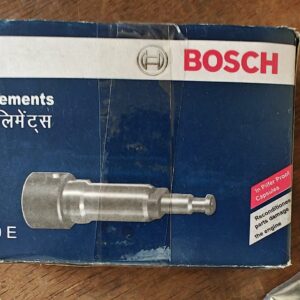 BOSCH
ements
लिमेंट्स
E
In Pilfer Proof
Capsules
Reconditioned
parts damage
the engine